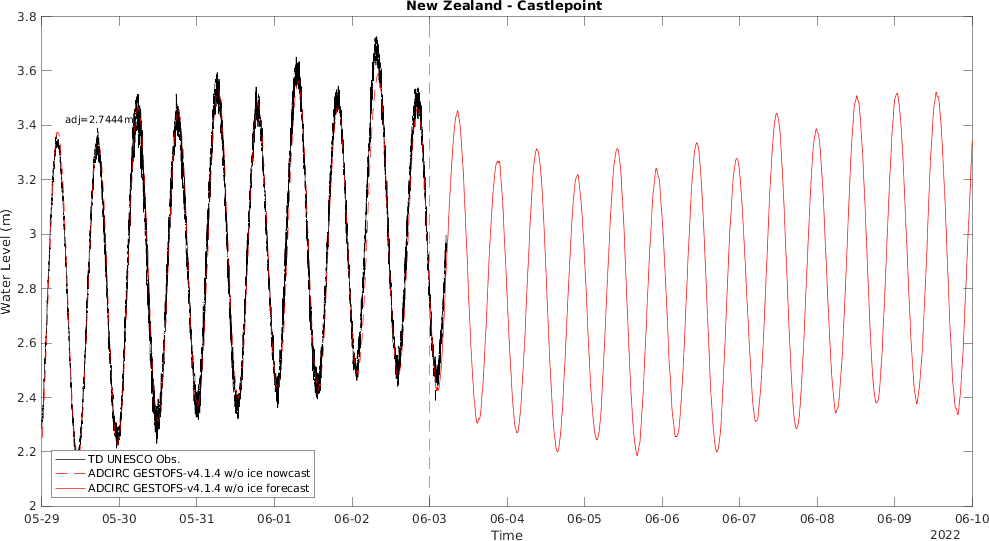 New Zealand - Castlepoint
3.8
3.6
3.4
3.2
3
2.8
2.6
2.4
2.2
2
Water Level (m)
adj=2.7444m
TD UNESCO Obs.
ADCIRC GESTOFS-v4.1.4 w/o ice nowcast
ADCIRC GESTOFS-v4.1.4 w/o ice forecast
05-29 05-30 05-31 06-01 06-02 06-03 06-04 06-05 06-06 06-07 06-08 06-09 06-10
Time
2022